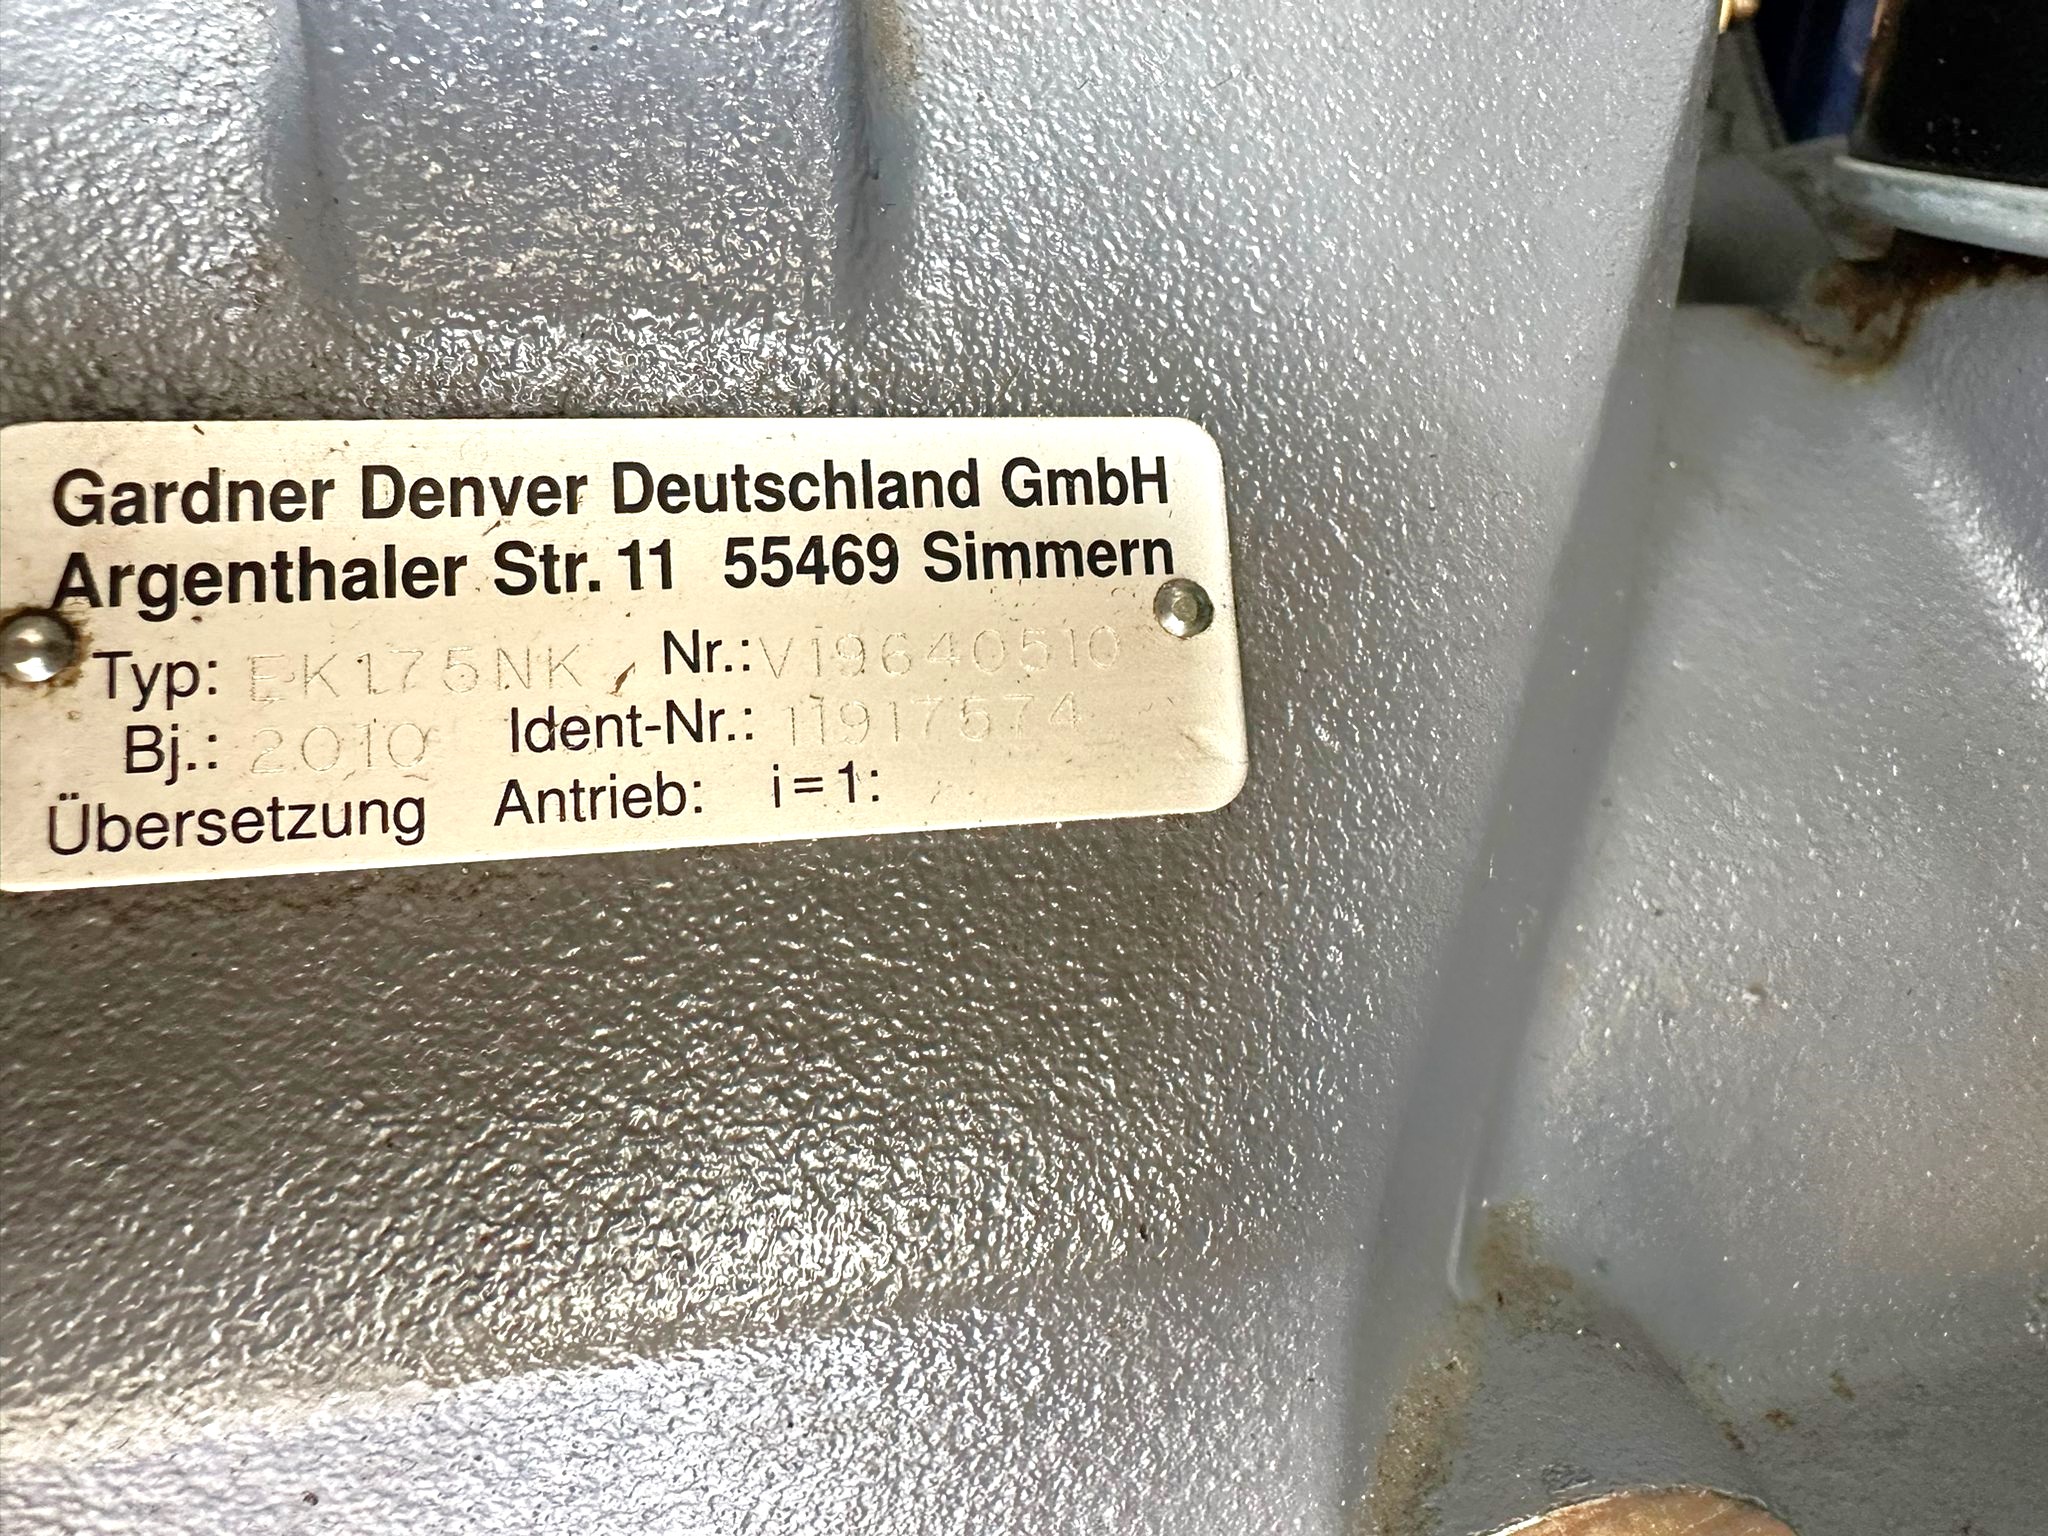 Gardner Denver Deutschland GmbH
Argenthaler Str. 11 55469 Simmern
Typ: EK175NK Nr.: V19640510
Bj.: 2010 Ident-Nr.: 11917574
Übersetzung Antrieb: i=1: